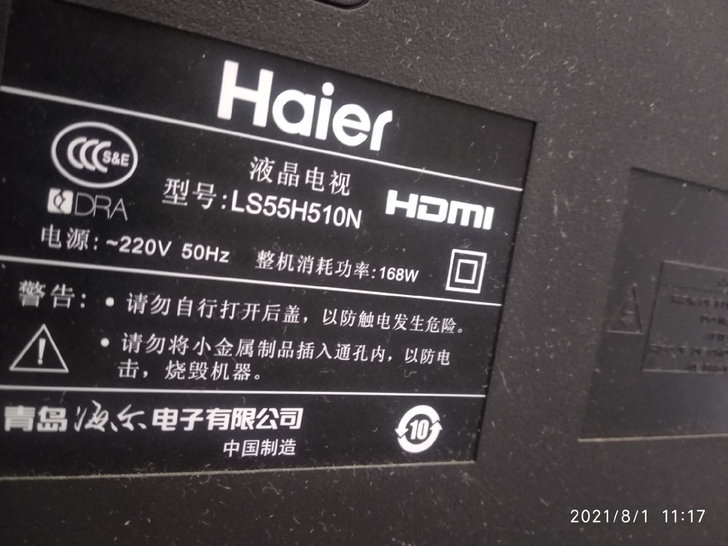 Haier
S&E
液晶电视
DRA
型号:LS55H510N
HDMI
电源:~220V 50Hz
整机消耗功率:168W
警告: • 请勿自行打开后盖，以防触电发生危险。
• 请勿将小金属制品插入通孔内，以防电
击，烧毁机器。
青岛海尔电子有限公司
10
中国制造
2021/8/1 11:17